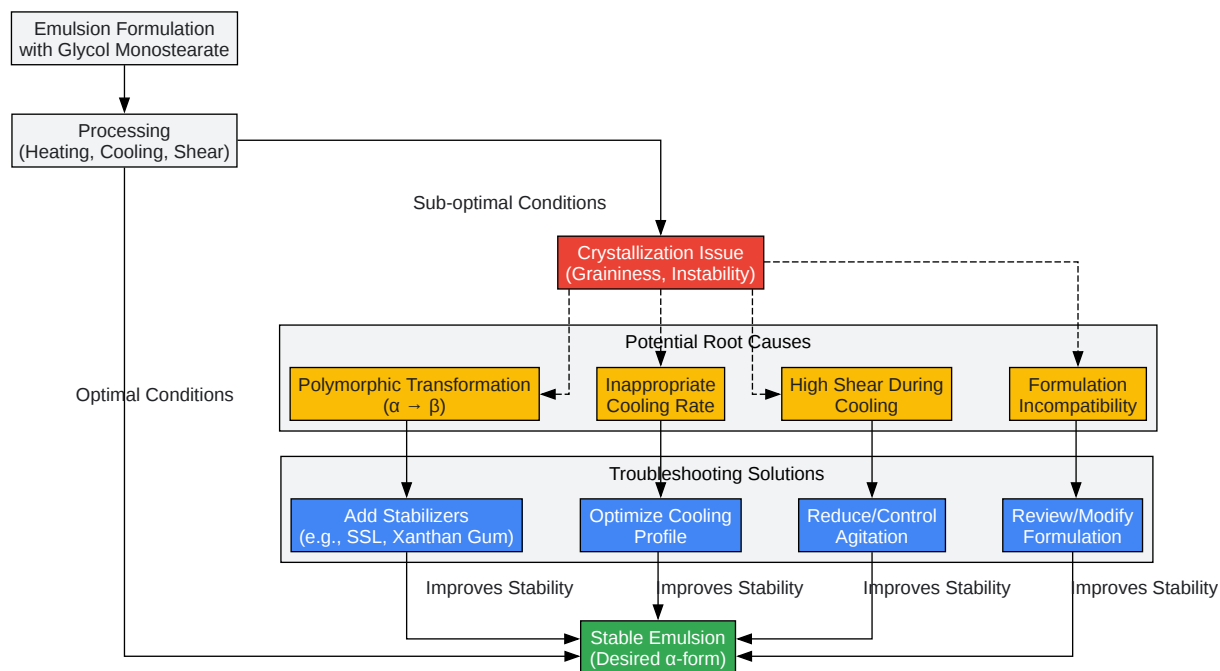 Emulsion Formulation
with Glycol Monostearate
Processing
(Heating, Cooling, Shear)
Sub-optimal Conditions
Crystallization Issue
(Graininess, Instability)
Optimal Conditions
Potential Root Causes
Polymorphic Transformation
(α → β)
Inappropriate
Cooling Rate
High Shear During
Cooling
Formulation
Incompatibility
Troubleshooting Solutions
Add Stabilizers
(e.g., SSL, Xanthan Gum)
Optimize Cooling
Profile
Reduce/Control
Agitation
Review/Modify
Formulation
Improves Stability
Improves Stability
Improves Stability
Improves Stability
Stable Emulsion
(Desired α-form)